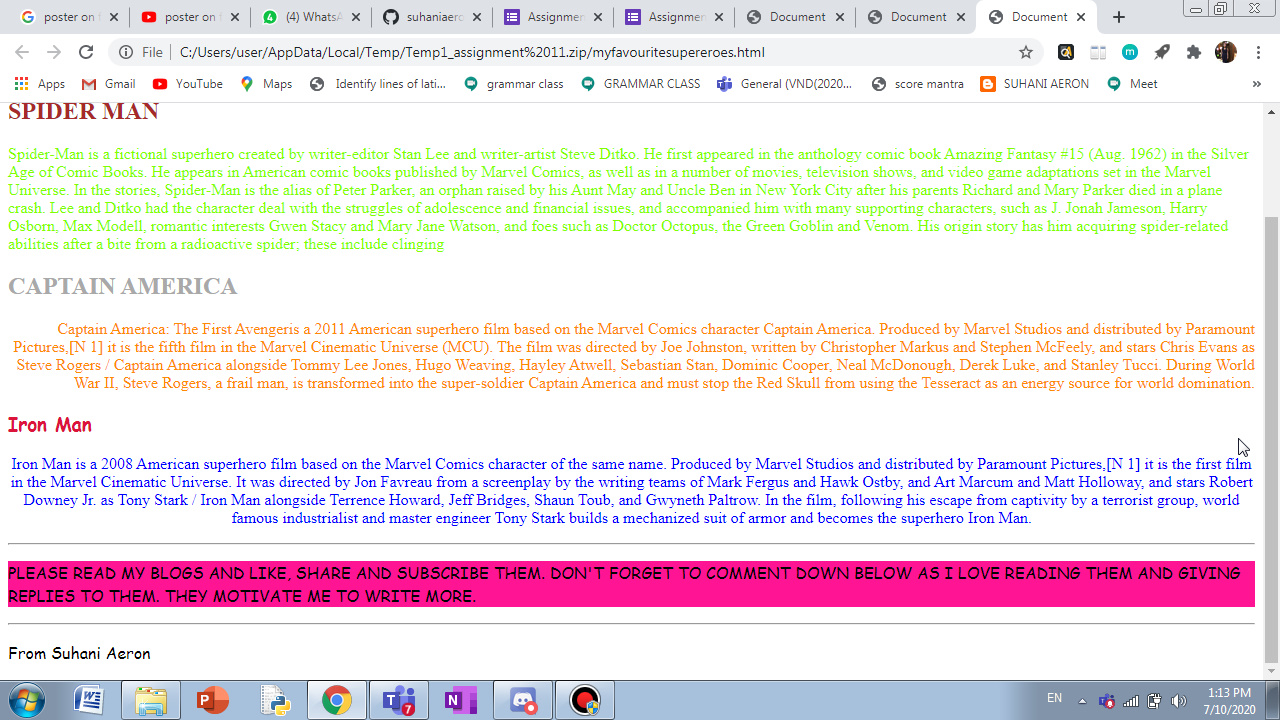 poster on t
poster on t
(4) WhatsA
suhaniaero
Assignmen
Assignmen
Document
Document
Document
File
C:/Users/user/AppData/Local/Temp/Temp1_assignment%2011.zip/myfavouritesupereroes.html
Apps
Gmail
YouTube
Maps
Identify lines of lati...
grammar class
GRAMMAR CLASS
General (VND(2020...
score mantra
SUHANI AERON
Meet
»
SPIDER MAN
Spider-Man is a fictional superhero created by writer-editor Stan Lee and writer-artist Steve Ditko. He first appeared in the anthology comic book Amazing Fantasy #15 (Aug. 1962) in the Silver
Age of Comic Books. He appears in American comic books published by Marvel Comics, as well as in a number of movies, television shows, and video game adaptations set in the Marvel
Universe. In the stories, Spider-Man is the alias of Peter Parker, an orphan raised by his Aunt May and Uncle Ben in New York City after his parents Richard and Mary Parker died in a plane
crash. Lee and Ditko had the character deal with the struggles of adolescence and financial issues, and accompanied him with many supporting characters, such as J. Jonah Jameson, Harry
Osborn, Max Modell, romantic interests Gwen Stacy and Mary Jane Watson, and foes such as Doctor Octopus, the Green Goblin and Venom. His origin story has him acquiring spider-related
abilities after a bite from a radioactive spider; these include clinging
CAPTAIN AMERICA
Captain America: The First Avengeris a 2011 American superhero film based on the Marvel Comics character Captain America. Produced by Marvel Studios and distributed by Paramount
Pictures,[N 1] it is the fifth film in the Marvel Cinematic Universe (MCU). The film was directed by Joe Johnston, written by Christopher Markus and Stephen McFeely, and stars Chris Evans as
Steve Rogers / Captain America alongside Tommy Lee Jones, Hugo Weaving, Hayley Atwell, Sebastian Stan, Dominic Cooper, Neal McDonough, Derek Luke, and Stanley Tucci. During World
War II, Steve Rogers, a frail man, is transformed into the super-soldier Captain America and must stop the Red Skull from using the Tesseract as an energy source for world domination.
Iron Man
Iron Man is a 2008 American superhero film based on the Marvel Comics character of the same name. Produced by Marvel Studios and distributed by Paramount Pictures,[N 1] it is the first film
in the Marvel Cinematic Universe. It was directed by Jon Favreau from a screenplay by the writing teams of Mark Fergus and Hawk Ostby, and Art Marcum and Matt Holloway, and stars Robert
Downey Jr. as Tony Stark / Iron Man alongside Terrence Howard, Jeff Bridges, Shaun Toub, and Gwyneth Paltrow. In the film, following his escape from captivity by a terrorist group, world
famous industrialist and master engineer Tony Stark builds a mechanized suit of armor and becomes the superhero Iron Man.
PLEASE READ MY BLOGS AND LIKE, SHARE AND SUBSCRIBE THEM. DON'T FORGET TO COMMENT DOWN BELOW AS I LOVE READING THEM AND GIVING
REPLIES TO THEM. THEY MOTIVATE ME TO WRITE MORE.
From Suhani Aeron
EN
1:13 PM
7/10/2020